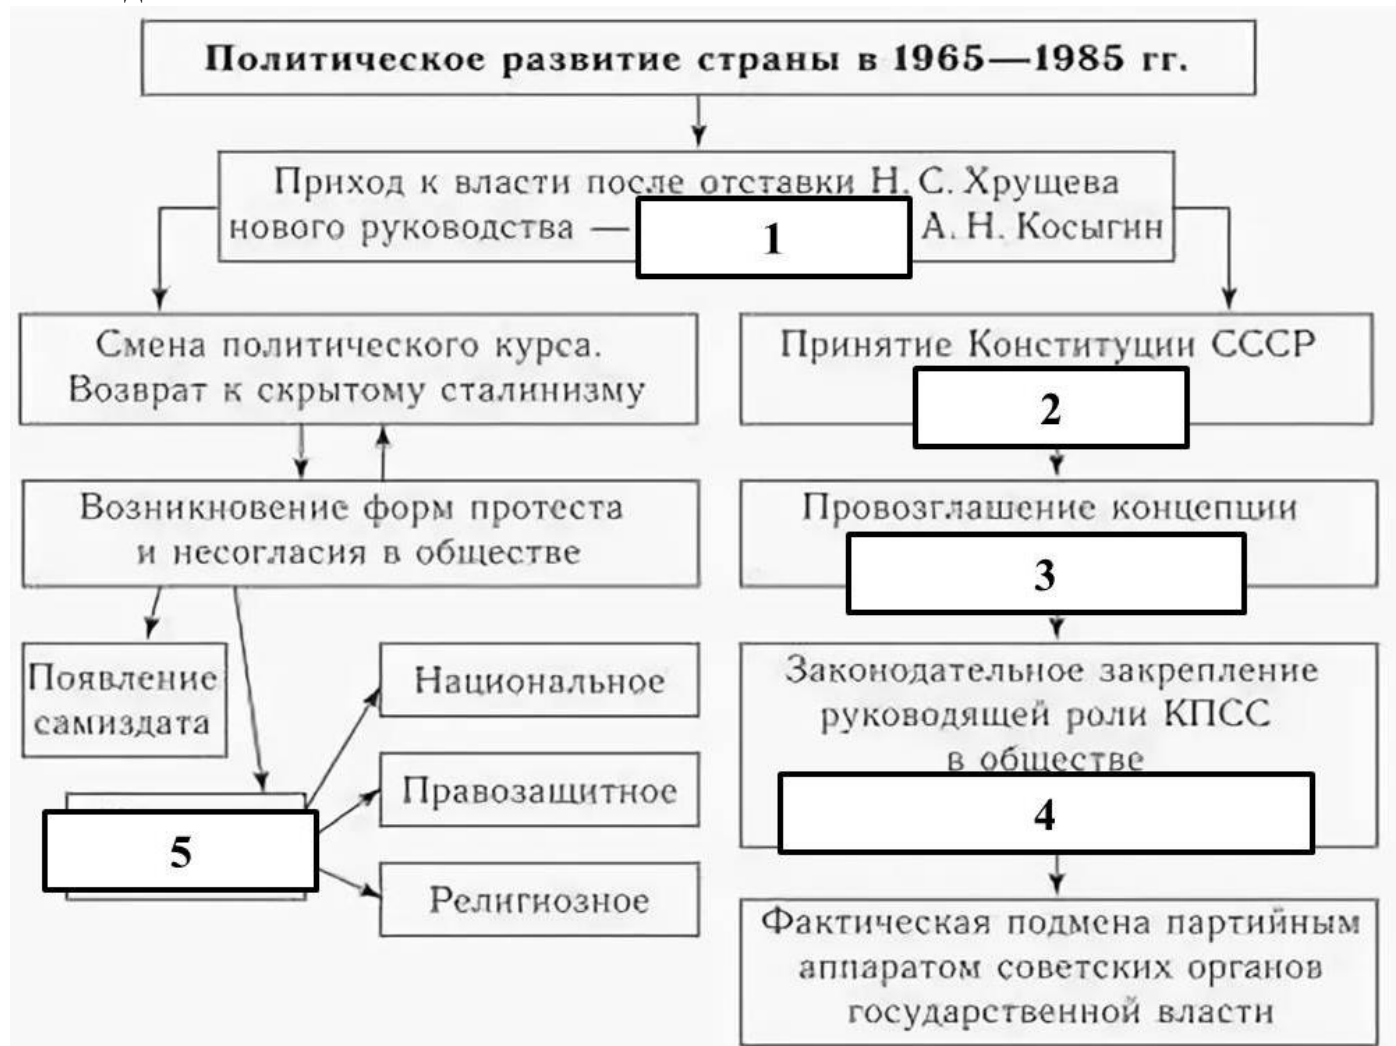 Политическое развитие страны в 1965—1985 гг.
Приход к власти после отставки Н. С. Хрущева
нового руководства — 1 А. Н. Косыгин
Смена политического курса.
Возврат к скрытому сталинизму
Принятие Конституции СССР
2
Возникновение форм протеста
и несогласия в обществе
Провозглашение концепции
3
Появление
самиздата
Национальное
Правозащитное
Религиозное
5
Законодательное закрепление
руководящей роли КПСС
в обществе
4
Фактическая подмена партийным
аппаратом советских органов
государственной власти